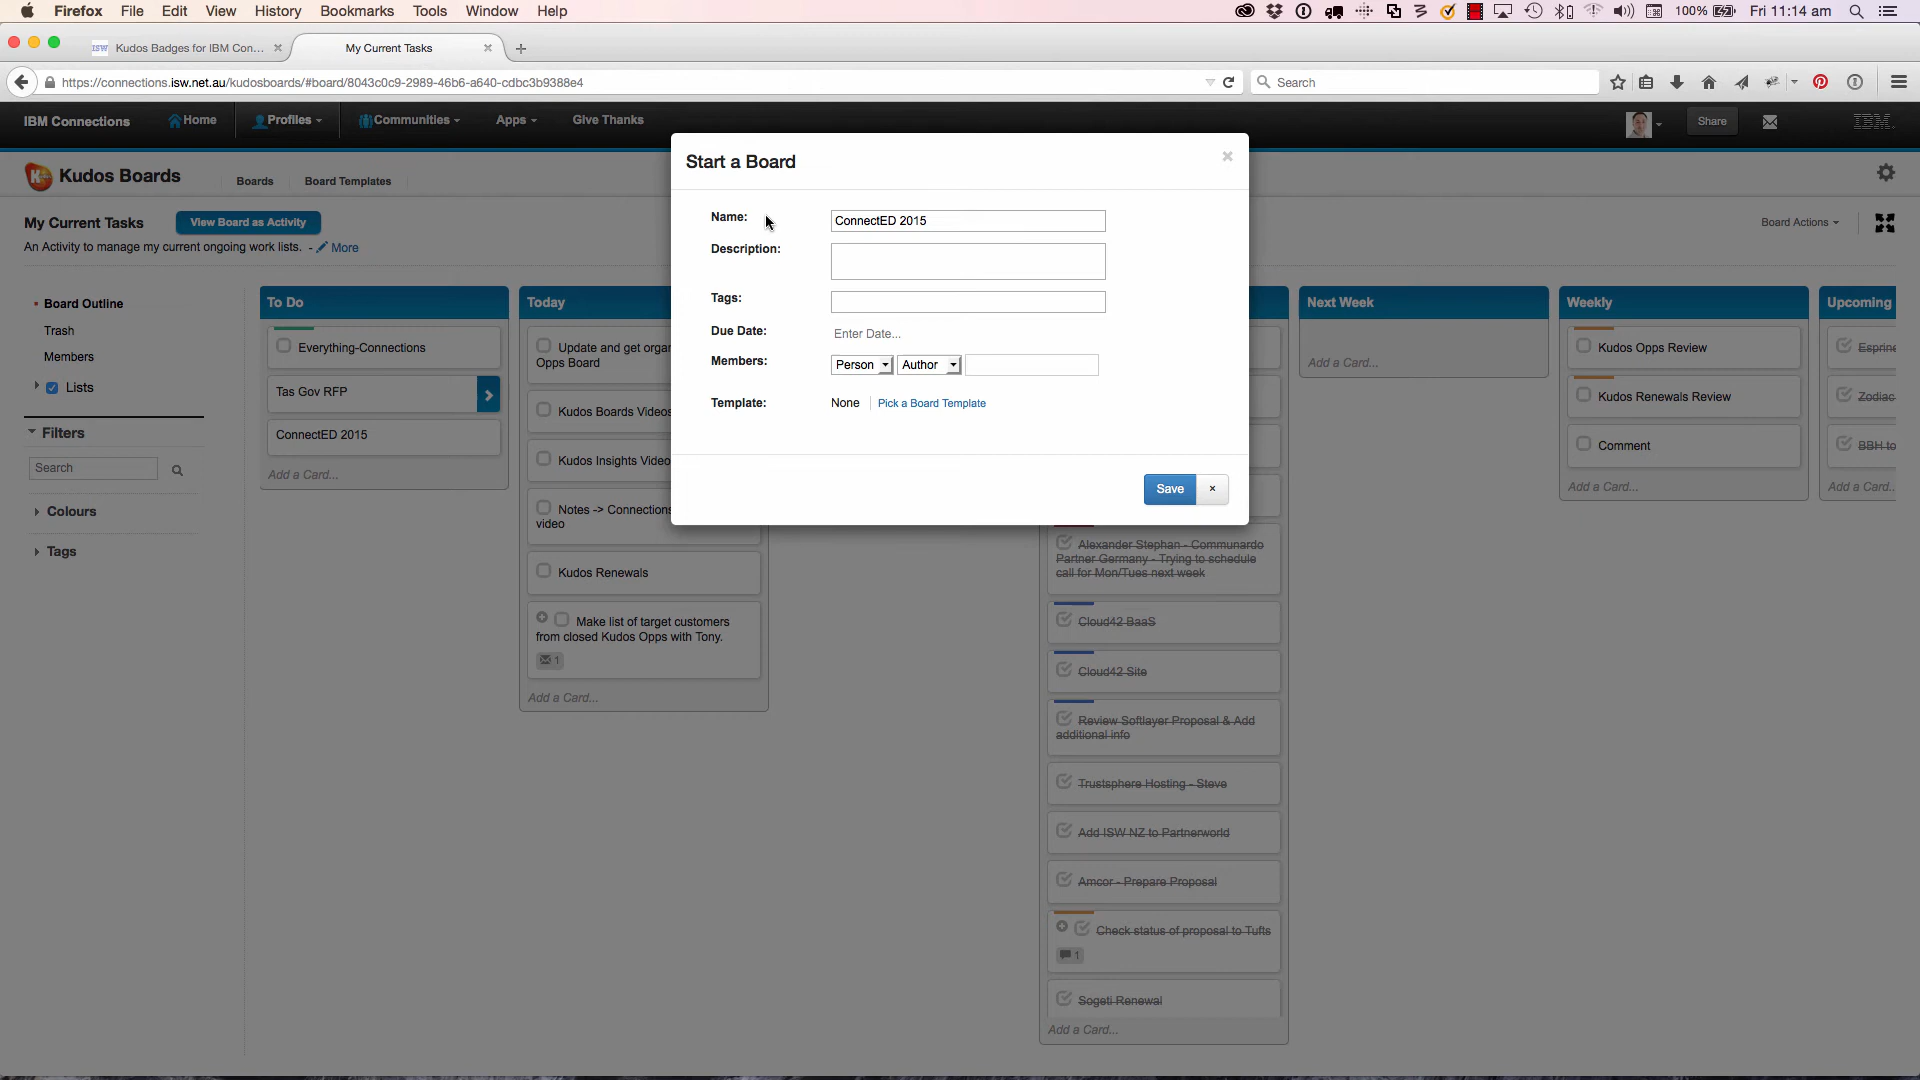 Firefox File Edit View History Bookmarks Tools Window Help 100% Fri 11:14 am
ISW Kudos Badges for IBM Con... × My Current Tasks × +
https://connections.isw.net.au/kudosboards/#board/8043c0c9-2989-46b6-a640-cdbc3b9388e4 Search
IBM Connections Home Profiles Communities Apps Give Thanks Share IBM
Kudos Boards Boards Board Templates
My Current Tasks View Board as Activity Board Actions
An Activity to manage my current ongoing work lists. - More
Start a Board ×
Name: ConnectED 2015
Description:
Tags:
Due Date: Enter Date...
Members: Person Author
Template: None Pick a Board Template
Save ×
Board Outline
Trash
Members
Lists
Filters
Search
Colours
Tags
To Do
Everything-Connections
Tas Gov RFP
ConnectED 2015
Add a Card...
Today
Update and get organ
Opps Board
Kudos Boards Videos
Kudos Insights Video
Notes -> Connections
video
Kudos Renewals
Make list of target customers
from closed Kudos Opps with Tony.
1
Add a Card...
Alexander Stephan - Communardo
Partner Germany - Trying to schedule
call for Mon/Tues next week
Cloud42 BaaS
Cloud42 Site
Review Softlayer Proposal & Add
additional info
Trustsphere Hosting - Steve
Add ISW NZ to Partnerworld
Amcor - Prepare Proposal
Check status of proposal to Tufts
1
Sogeti Renewal
Add a Card...
Next Week
Add a Card...
Weekly
Kudos Opps Review
Kudos Renewals Review
Comment
Add a Card...
Upcoming
Esprine
Zodiac
BBH to
Add a Card..